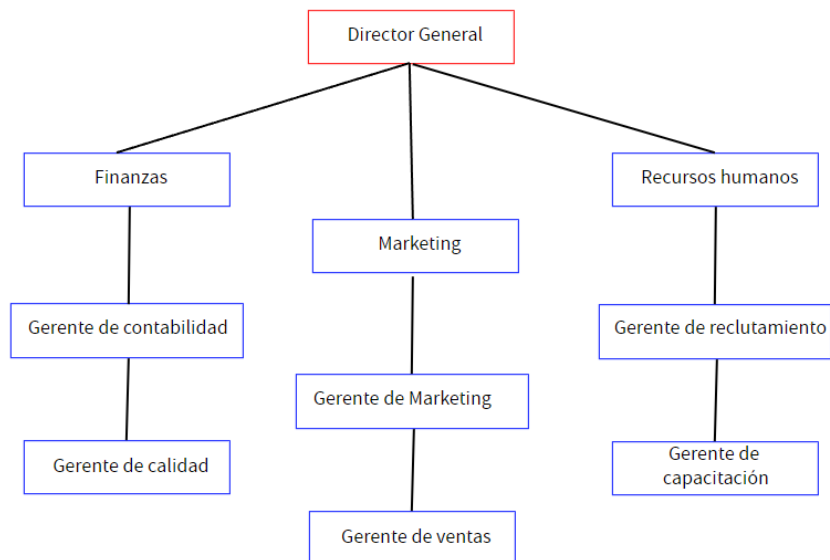 Director General
Finanzas
Recursos humanos
Marketing
Gerente de contabilidad
Gerente de reclutamiento
Gerente de Marketing
Gerente de calidad
Gerente de
capacitación
Gerente de ventas